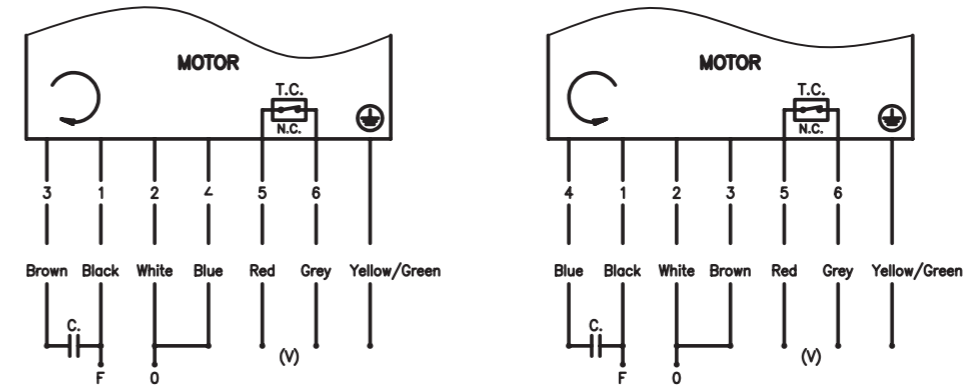 MOTOR
T.C.
N.C.
3 1 2 4 5 6
Brown Black White Blue Red Grey Yellow/Green
C.
(V)
F 0
MOTOR
T.C.
N.C.
4 1 2 3 5 6
Blue Black White Brown Red Grey Yellow/Green
C.
(V)
F 0